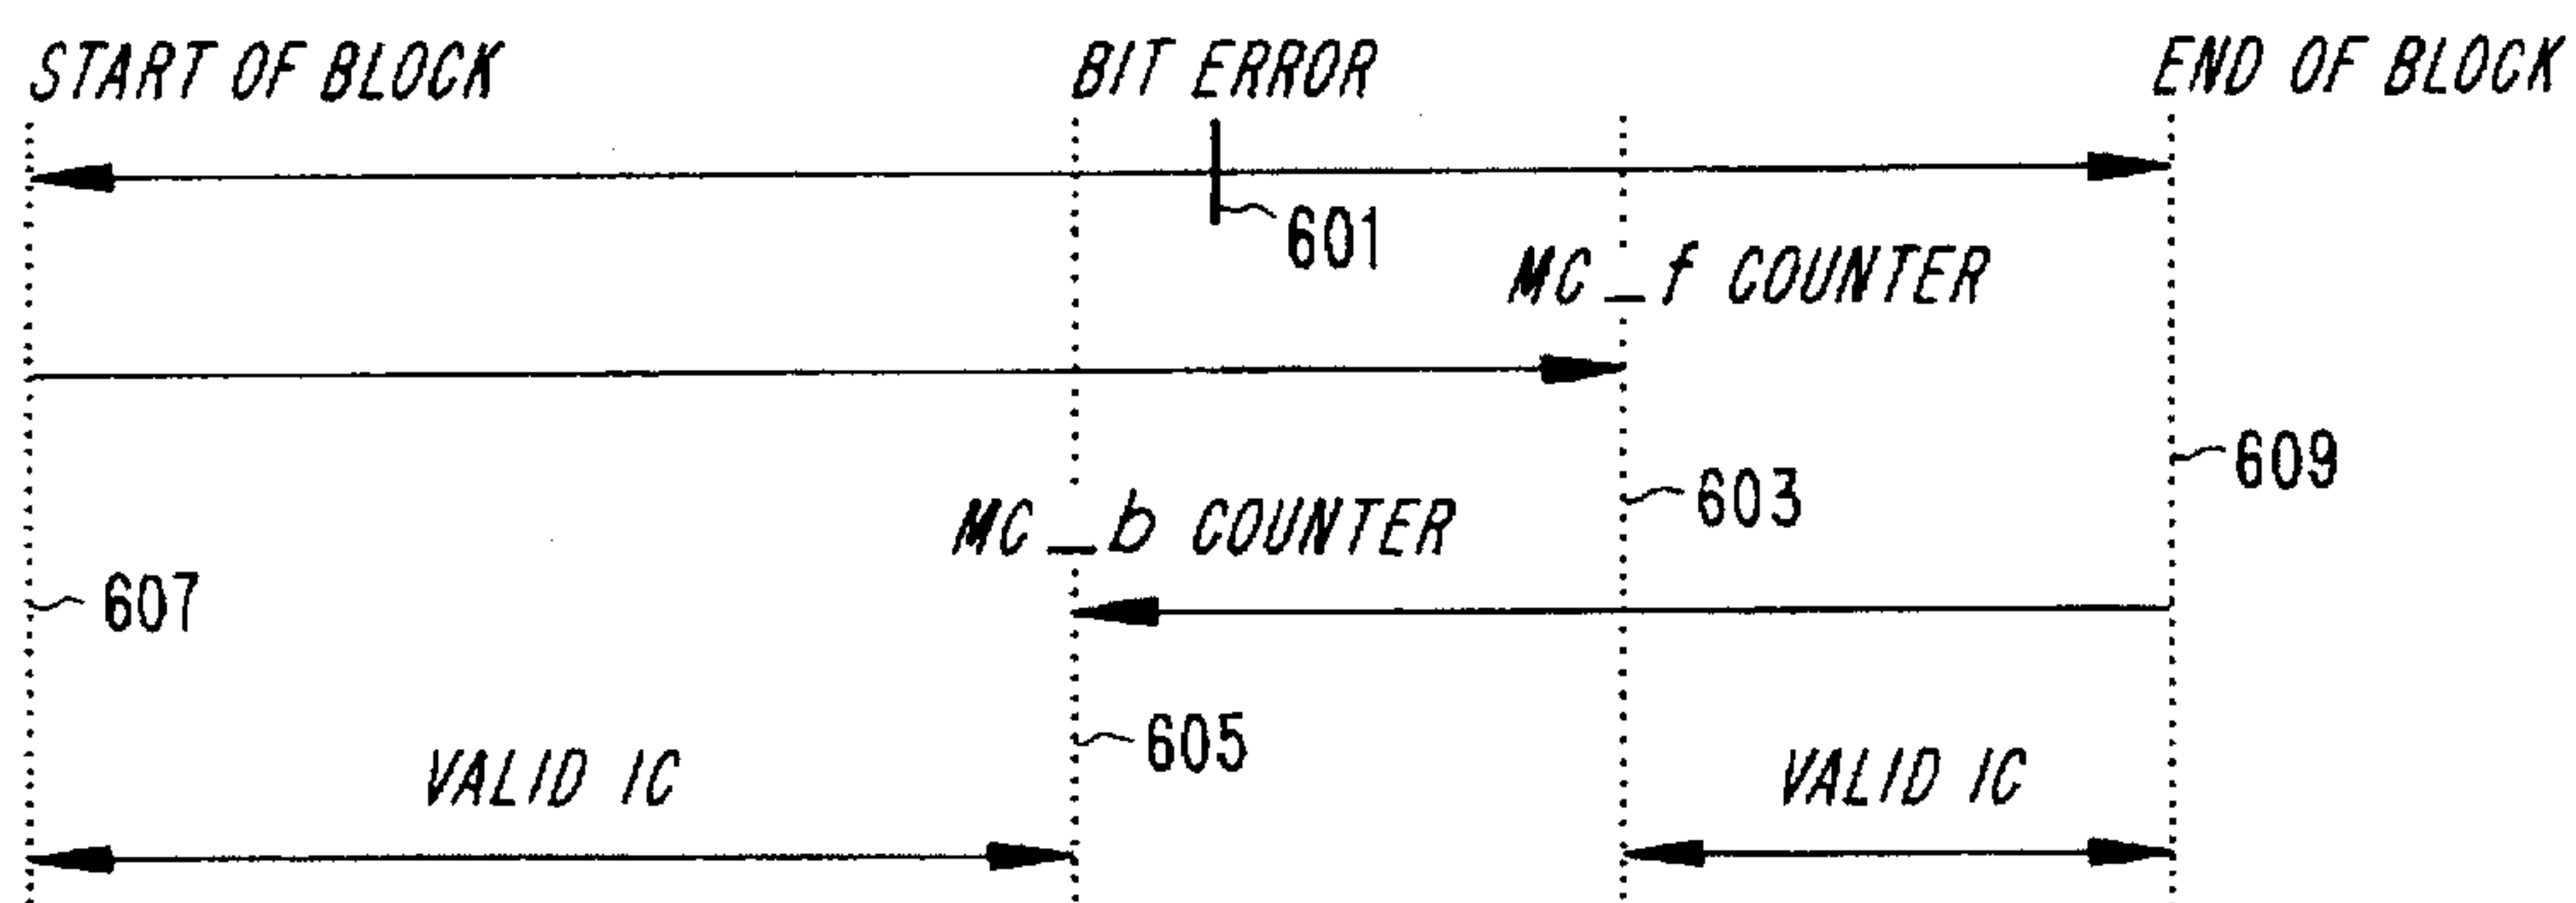 START OF BLOCK
BIT ERROR
END OF BLOCK
601
MC_f COUNTER
609
603
MC_b COUNTER
607
605
VALID IC
VALID IC